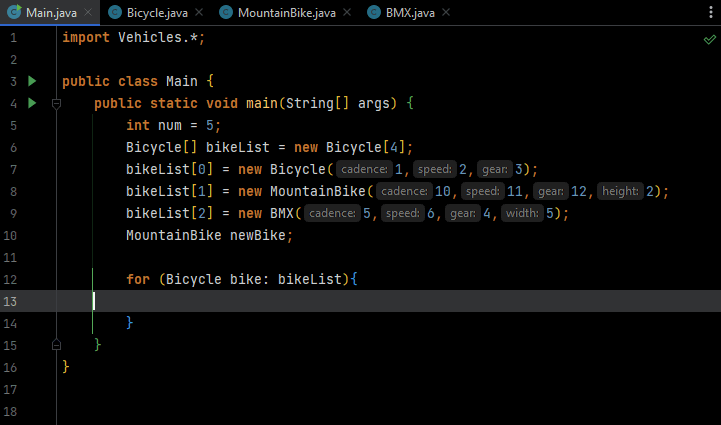 Main.java Bicycle.java MountainBike.java BMX.java
1 import Vehicles.*;
2
3 public class Main {
4 public static void main(String[] args) {
5 int num = 5;
6 Bicycle[] bikeList = new Bicycle[4];
7 bikeList[0] = new Bicycle( cadence: 1, speed: 2, gear: 3);
8 bikeList[1] = new MountainBike( cadence: 10, speed: 11, gear: 12, height: 2);
9 bikeList[2] = new BMX( cadence: 5, speed: 6, gear: 4, width: 5);
10 MountainBike newBike;
11
12 for (Bicycle bike: bikeList){
13
14 }
15 }
16 }
17
18